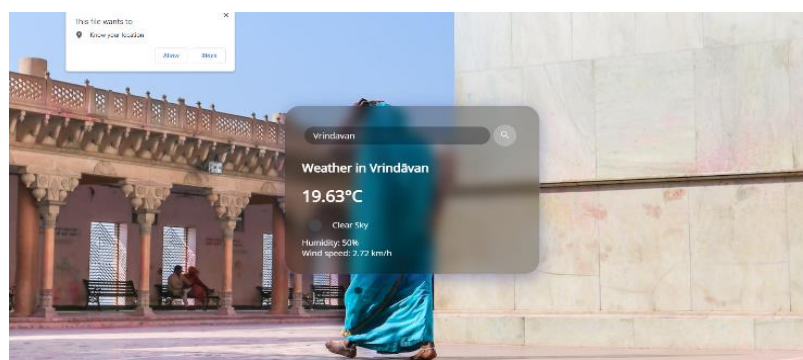 This file wants to
Know your location
Allow Block
Vrindavan
Weather in Vrindāvan
19.63°C
Clear Sky
Humidity: 50%
Wind speed: 2.72 km/h